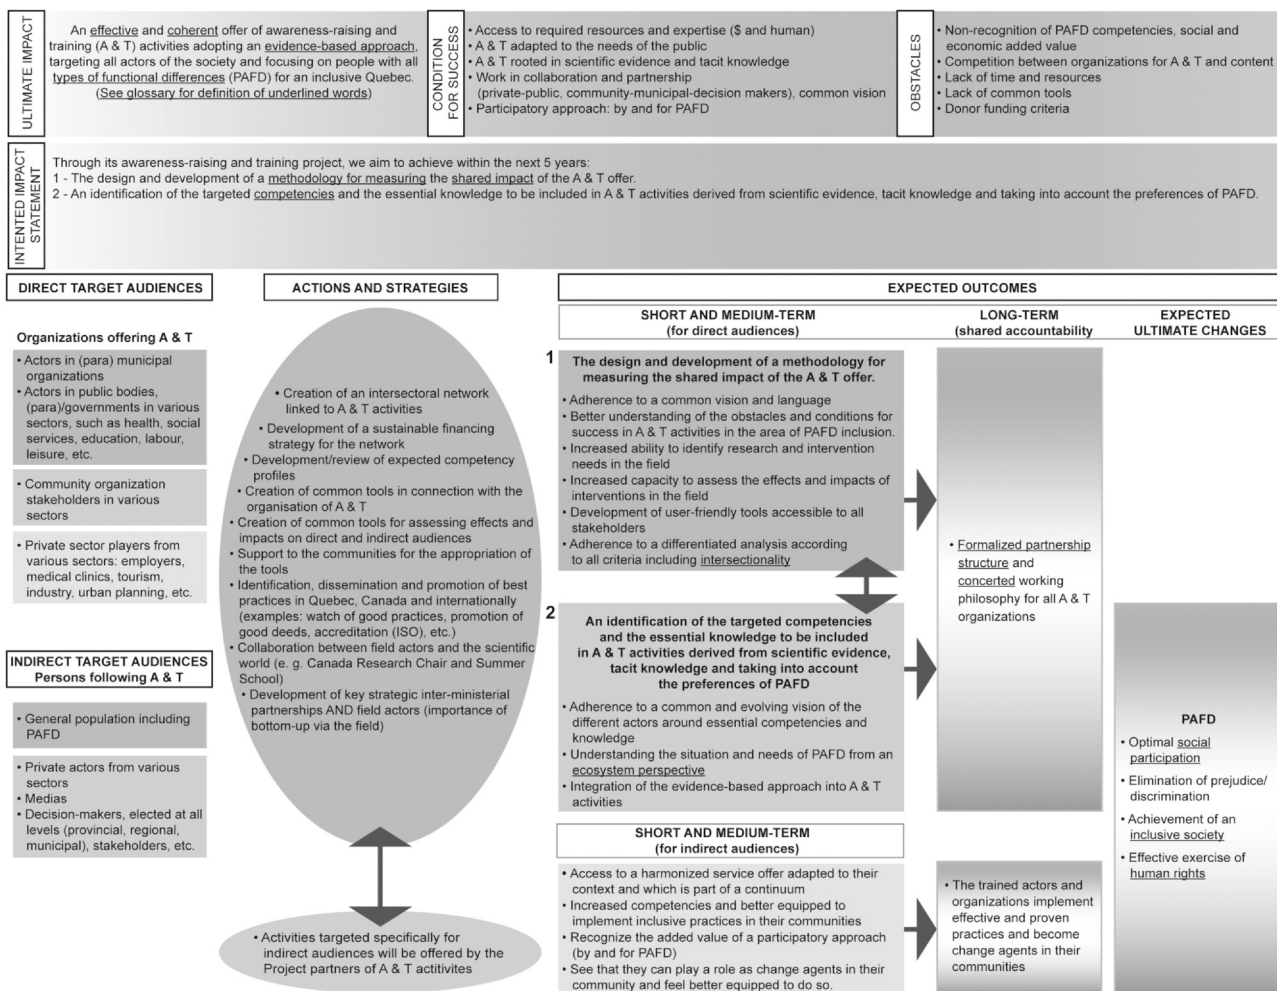 ULTIMATE IMPACT
An effective and coherent offer of awareness-raising and
training (A & T) activities adopting an evidence-based approach,
targeting all actors of the society and focusing on people with all
types of functional differences (PAFD) for an inclusive Quebec.
(See glossary for definition of underlined words)
CONDITION
FOR SUCCESS
• Access to required resources and expertise ($ and human)
• A & T adapted to the needs of the public
• A & T rooted in scientific evidence and tacit knowledge
• Work in collaboration and partnership
(private-public, community-municipal-decision makers), common vision
• Participatory approach: by and for PAFD
OBSTACLES
• Non-recognition of PAFD competencies, social and
economic added value
• Competition between organizations for A & T and content
• Lack of time and resources
• Lack of common tools
• Donor funding criteria
INTENTED IMPACT
STATEMENT
Through its awareness-raising and training project, we aim to achieve within the next 5 years:
1 - The design and development of a methodology for measuring the shared impact of the A & T offer.
2 - An identification of the targeted competencies and the essential knowledge to be included in A & T activities derived from scientific evidence, tacit knowledge and taking into account the preferences of PAFD.
DIRECT TARGET AUDIENCES
Organizations offering A & T
• Actors in (para) municipal
organizations
• Actors in public bodies,
(para)/governments in various
sectors, such as health, social
services, education, labour,
leisure, etc.
• Community organization
stakeholders in various
sectors
• Private sector players from
various sectors: employers,
medical clinics, tourism,
industry, urban planning, etc.
INDIRECT TARGET AUDIENCES
Persons following A & T
• General population including
PAFD
• Private actors from various
sectors
• Medias
• Decision-makers, elected at all
levels (provincial, regional,
municipal), stakeholders, etc.
ACTIONS AND STRATEGIES
• Creation of an intersectoral network
linked to A & T activities
• Development of a sustainable financing
strategy for the network
• Development/review of expected competency
profiles
• Creation of common tools in connection with the
organisation of A & T
• Creation of common tools for assessing effects and
impacts on direct and indirect audiences
• Support to the communities for the appropriation of
the tools
• Identification, dissemination and promotion of best
practices in Quebec, Canada and internationally
(examples: watch of good practices, promotion of
good deeds, accreditation (ISO), etc.)
• Collaboration between field actors and the scientific
world (e. g. Canada Research Chair and Summer
School)
• Development of key strategic inter-ministerial
partnerships AND field actors (importance of
bottom-up via the field)
• Activities targeted specifically for
indirect audiences will be offered by the
Project partners of A & T actitivites
EXPECTED OUTCOMES
SHORT AND MEDIUM-TERM
(for direct audiences)
1
The design and development of a methodology for
measuring the shared impact of the A & T offer.
• Adherence to a common vision and language
• Better understanding of the obstacles and conditions for
success in A & T activities in the area of PAFD inclusion.
• Increased ability to identify research and intervention
needs in the field
• Increased capacity to assess the effects and impacts of
interventions in the field
• Development of user-friendly tools accessible to all
stakeholders
• Adherence to a differentiated analysis according
to all criteria including intersectionality
2
An identification of the targeted competencies
and the essential knowledge to be included
in A & T activities derived from scientific evidence,
tacit knowledge and taking into account
the preferences of PAFD
• Adherence to a common and evolving vision of the
different actors around essential competencies and
knowledge
• Understanding the situation and needs of PAFD from an
ecosystem perspective
• Integration of the evidence-based approach into A & T
activities
SHORT AND MEDIUM-TERM
(for indirect audiences)
• Access to a harmonized service offer adapted to their
context and which is part of a continuum
• Increased competencies and better equipped to
implement inclusive practices in their communities
• Recognize the added value of a participatory approach
(by and for PAFD)
• See that they can play a role as change agents in their
community and feel better equipped to do so.
LONG-TERM
(shared accountability
• Formalized partnership
structure and
concerted working
philosophy for all A & T
organizations
• The trained actors and
organizations implement
effective and proven
practices and become
change agents in their
communities
EXPECTED
ULTIMATE CHANGES
PAFD
• Optimal social
participation
• Elimination of prejudice/
discrimination
• Achievement of an
inclusive society
• Effective exercise of
human rights